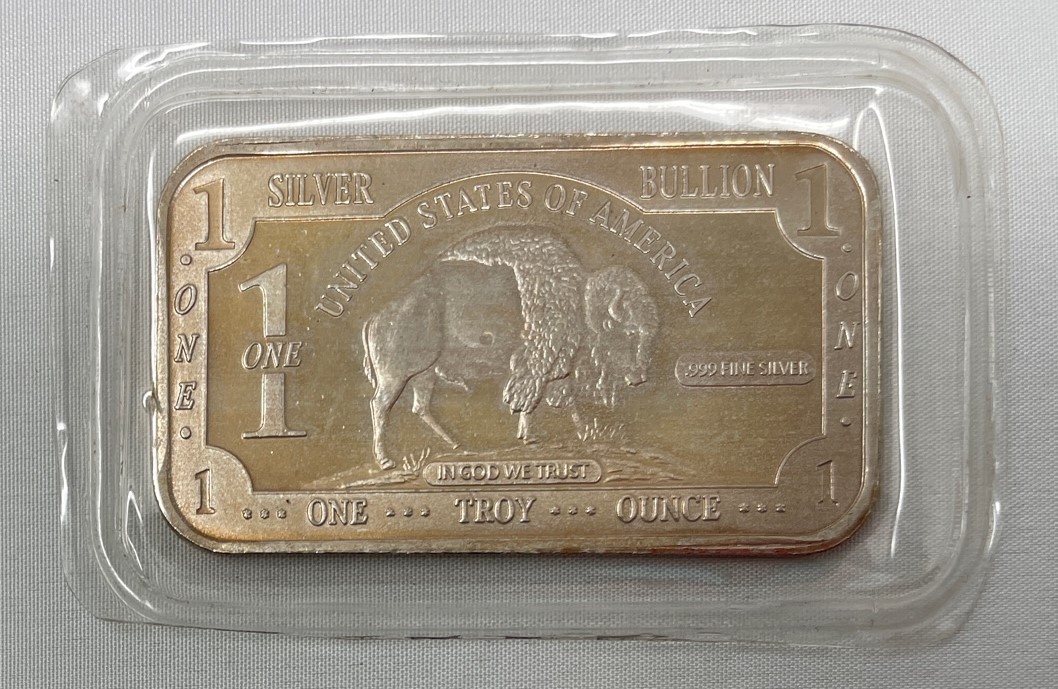 1 SILVER BULLION 1
UNITED STATES OF AMERICA
1
ONE
.999 FINE SILVER
. ONE .
. ONE .
IN GOD WE TRUST
1 *** ONE *** TROY *** OUNCE *** 1